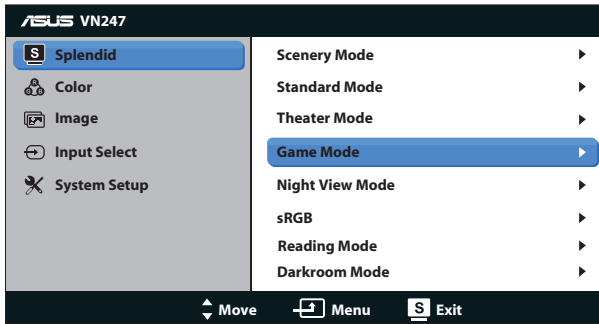 ASUS VN247
S Splendid
Color
Image
Input Select
System Setup
Scenery Mode
Standard Mode
Theater Mode
Game Mode
Night View Mode
sRGB
Reading Mode
Darkroom Mode
Move Menu S Exit